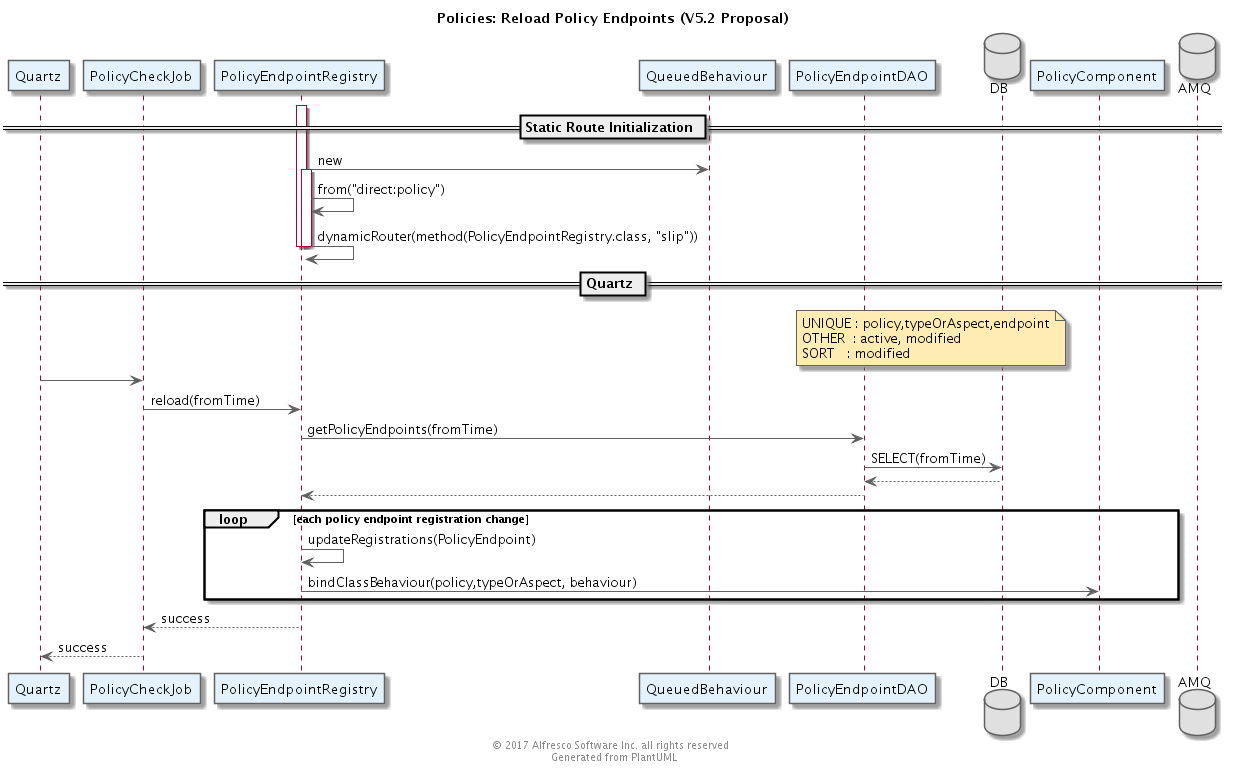 Policies: Reload Policy Endpoints (V5.2 Proposal)
Quartz
PolicyCheckJob
PolicyEndpointRegistry
QueuedBehaviour
PolicyEndpointDAO
DB
PolicyComponent
AMQ
Static Route Initialization
new
from("direct:policy")
dynamicRouter(method(PolicyEndpointRegistry.class, "slip"))
Quartz
UNIQUE : policy,typeOrAspect,endpoint
OTHER : active, modified
SORT : modified
reload(fromTime)
getPolicyEndpoints(fromTime)
SELECT(fromTime)
loop
[each policy endpoint registration change]
updateRegistrations(PolicyEndpoint)
bindClassBehaviour(policy,typeOrAspect, behaviour)
success
success
Quartz
PolicyCheckJob
PolicyEndpointRegistry
QueuedBehaviour
PolicyEndpointDAO
DB
PolicyComponent
AMQ
© 2017 Alfresco Software Inc. all rights reserved
Generated from PlantUML